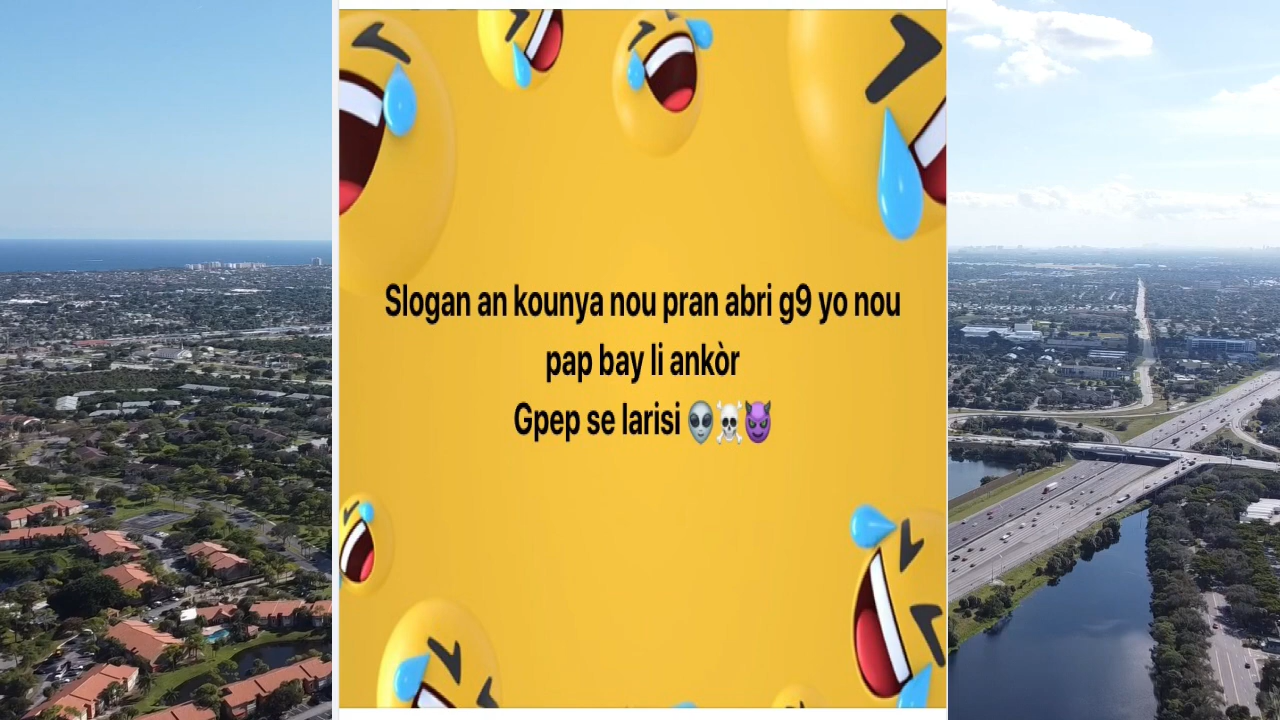 Slogan an kounya nou pran abri g9 yo nou
pap bay li ankòr
Gpep se larisi 👽☠️😈